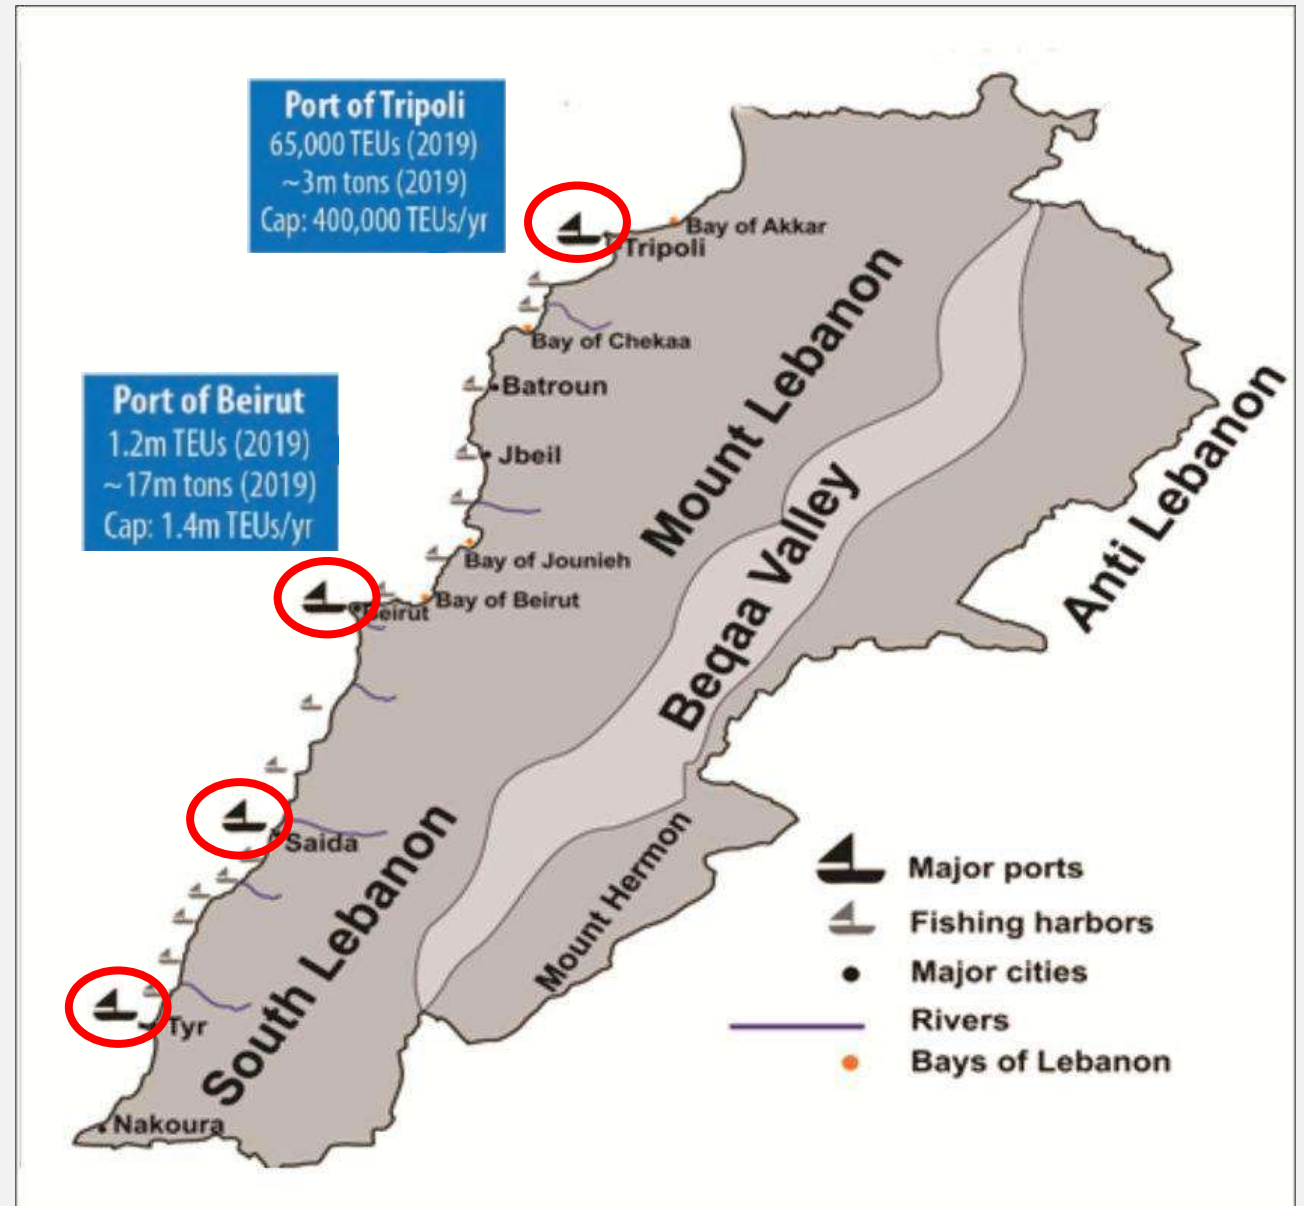 Port of Tripoli
65,000 TEUs (2019)
~3m tons (2019)
Cap: 400,000 TEUs/yr
Bay of Akkar
Tripoli
Bay of Chekaa
Batroun
Port of Beirut
1.2m TEUs (2019)
~17m tons (2019)
Cap: 1.4m TEUs/yr
Jbeil
Mount Lebanon
Anti Lebanon
Bay of Jounieh
Bay of Beirut
Beirut
Beqaa Valley
Saida
South Lebanon
Mount Hermon
Tyr
Nakoura
Major ports
Fishing harbors
Major cities
Rivers
Bays of Lebanon